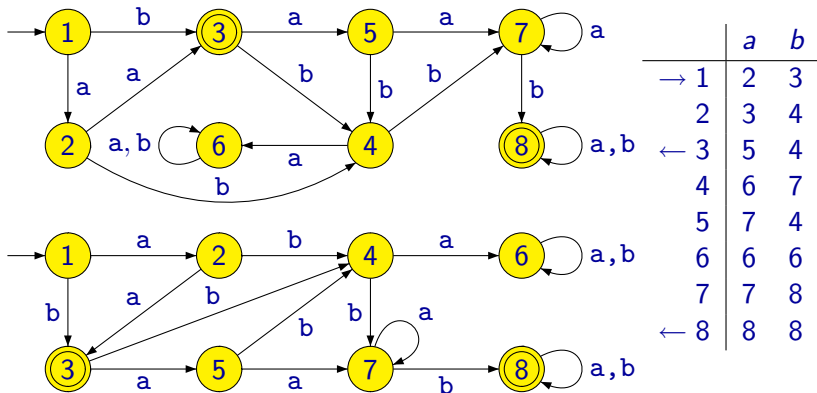 1 b 3 a 5 a 7 a
a a b b b b
2 a,b 6 a 4 8 a,b
b
1 a 2 b 4 a 6 a,b
b a b b b a
3 a 5 a 7 b 8 a,b
a b
→ 1 2 3
2 3 4
← 3 5 4
4 6 7
5 7 4
6 6 6
7 7 8
← 8 8 8